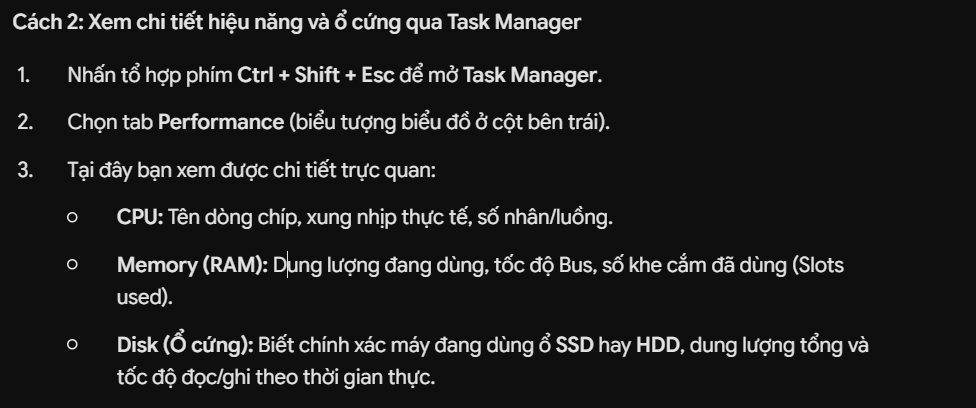 Cách 2: Xem chi tiết hiệu năng và ổ cứng qua Task Manager
1. Nhấn tổ hợp phím Ctrl + Shift + Esc để mở Task Manager.
2. Chọn tab Performance (biểu tượng biểu đồ ở cột bên trái).
3. Tại đây bạn xem được chi tiết trực quan:
○ CPU: Tên dòng chíp, xung nhịp thực tế, số nhân/luồng.
○ Memory (RAM): Dung lượng đang dùng, tốc độ Bus, số khe cắm đã dùng (Slots
used).
○ Disk (Ổ cứng): Biết chính xác máy đang dùng ổ SSD hay HDD, dung lượng tổng và
tốc độ đọc/ghi theo thời gian thực.